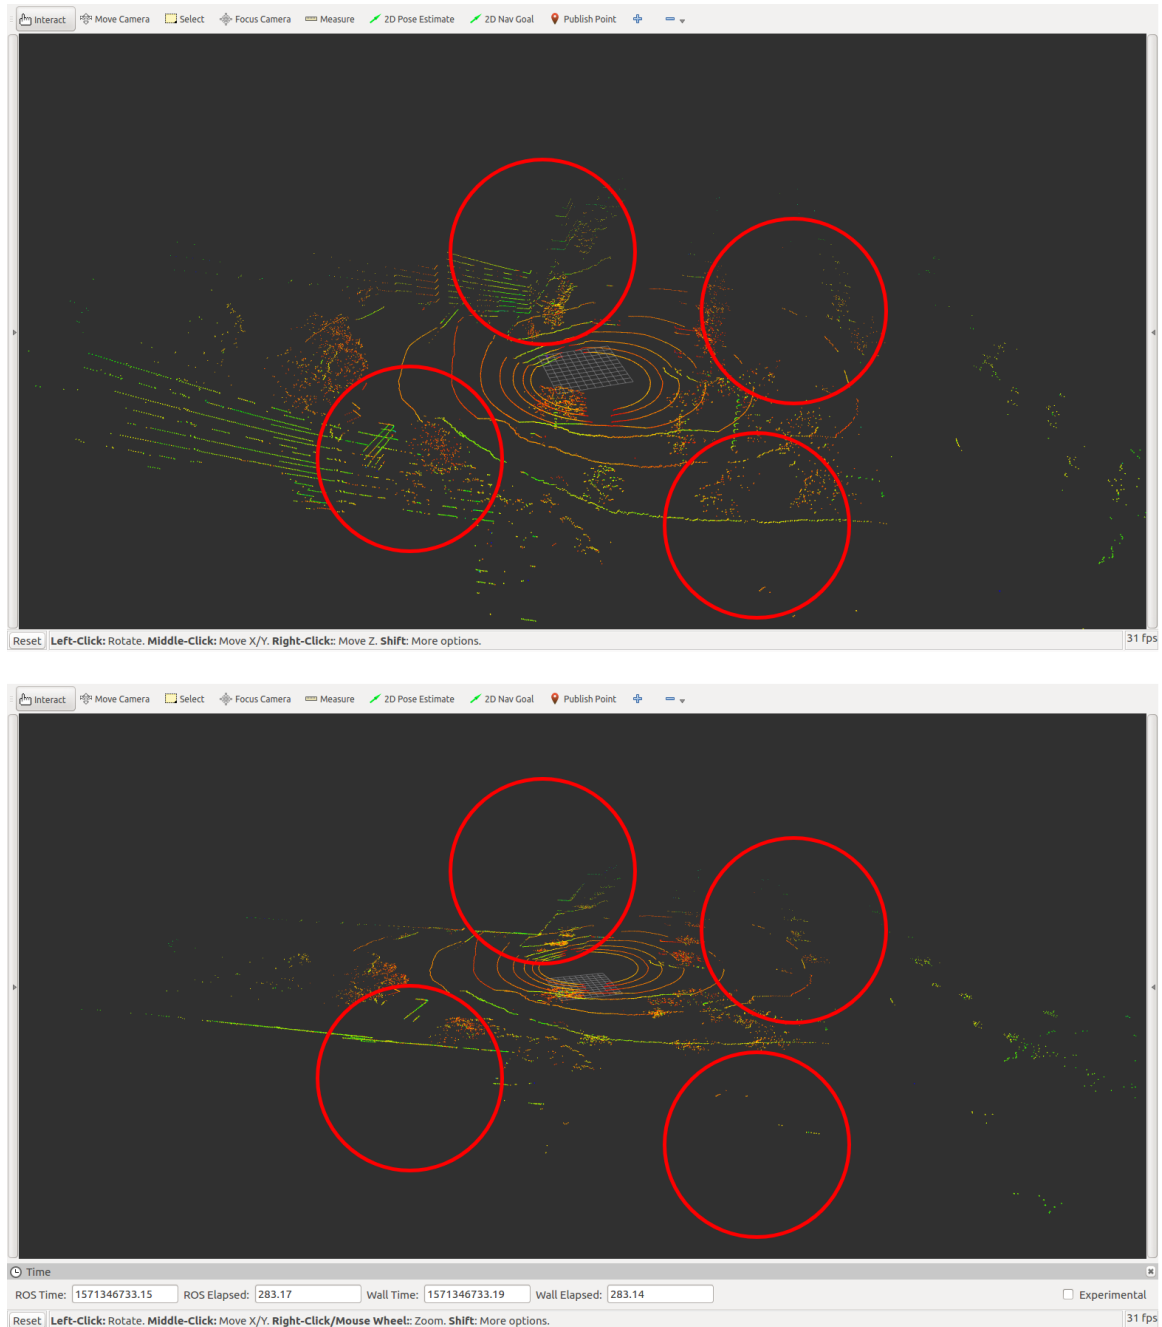 Interact Move Camera Select Focus Camera Measure 2D Pose Estimate 2D Nav Goal Publish Point
Reset Left-Click: Rotate. Middle-Click: Move X/Y. Right-Click:: Move Z. Shift: More options. 31 fps
Interact Move Camera Select Focus Camera Measure 2D Pose Estimate 2D Nav Goal Publish Point
Time
ROS Time: 1571346733.15 ROS Elapsed: 283.17 Wall Time: 1571346733.19 Wall Elapsed: 283.14 Experimental
Reset Left-Click: Rotate. Middle-Click: Move X/Y. Right-Click/Mouse Wheel:: Zoom. Shift: More options. 31 fps